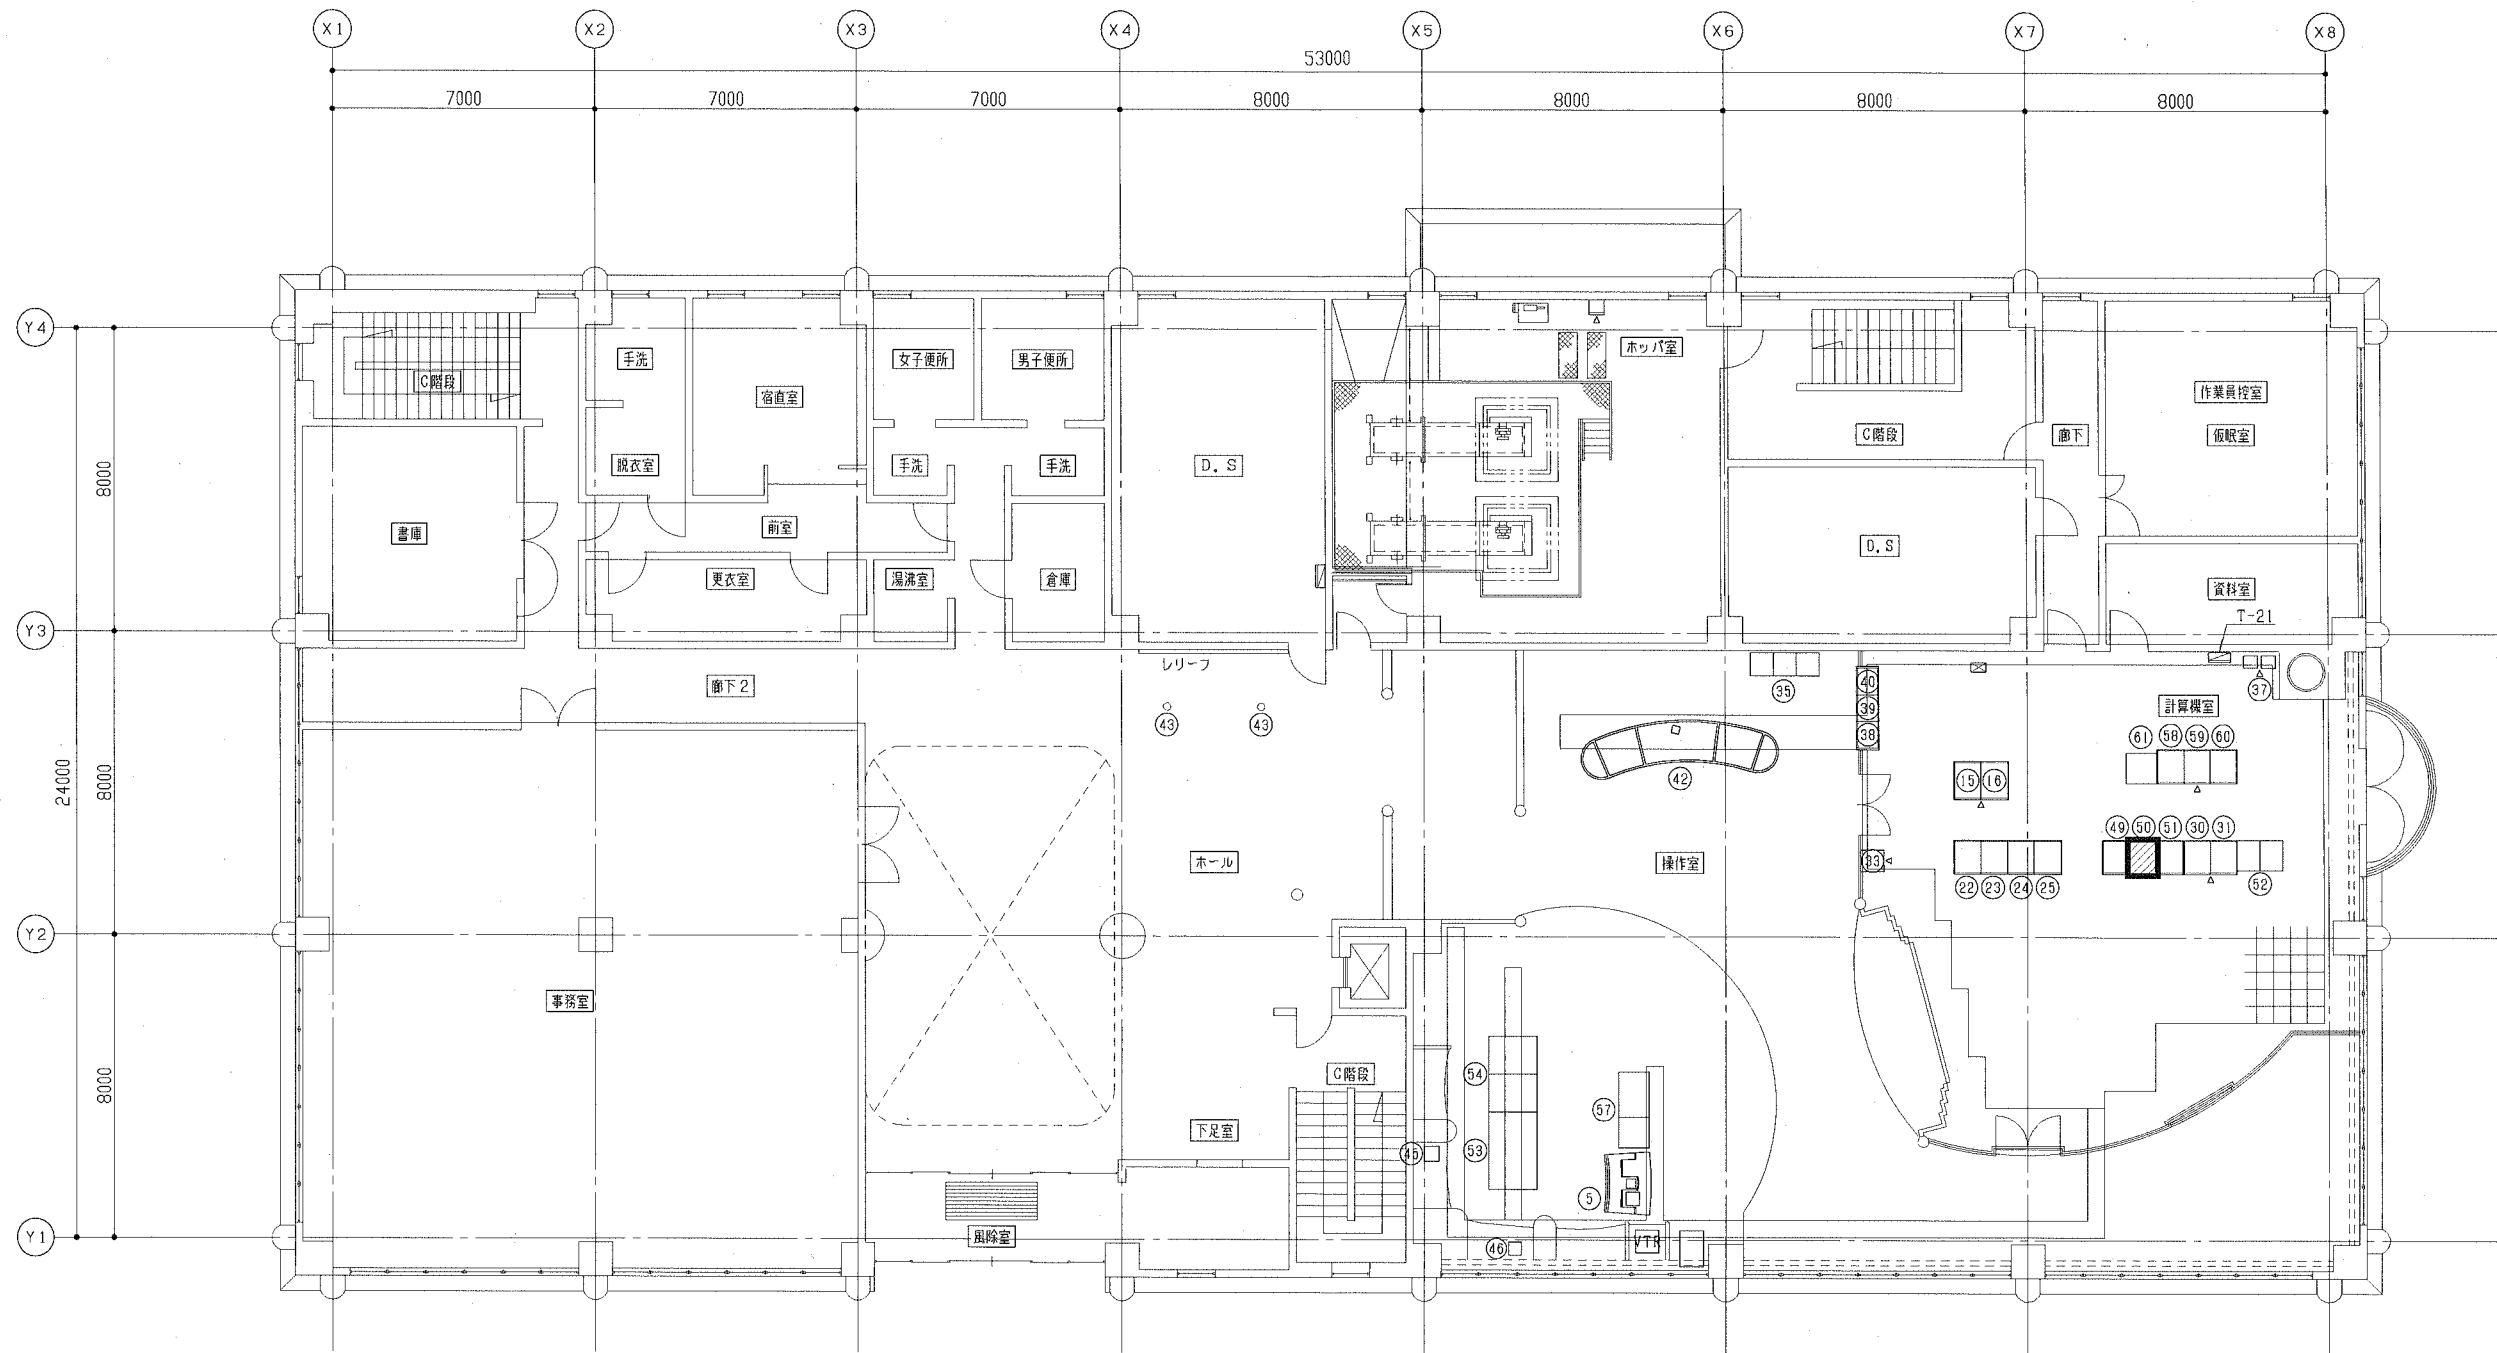 X1 X2 X3 X4 X5 X6 X7 X8
53000
7000 7000 7000 8000 8000 8000 8000
Y4
Y3
Y2
Y1
24000
8000
8000
8000
C階段
手洗
宿直室
女子便所
男子便所
ホッパ室
作業員控室
仮眠室
C階段
廊下
脱衣室
手洗
手洗
D.S
書庫
前室
D.S
更衣室
湯沸室
倉庫
資料室
T-21
レリーフ
廊下2
35
40
39
38
37
計算機室
43 43
61 58 59 60
42
15 16
49 50 51 30 31
ホール
操作室
33
22 23 24 25
52
事務室
C階段
54
57
下足室
45
53
5
風除室
46
VTR